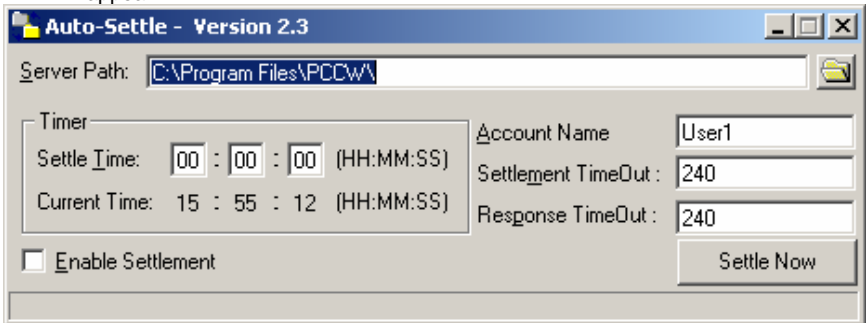 Auto-Settle - Version 2.3
Server Path: C:\Program Files\PCCW\
Timer
Settle Time: 00 : 00 : 00 (HH:MM:SS)
Current Time: 15 : 55 : 12 (HH:MM:SS)
Account Name User1
Settlement TimeOut : 240
Response TimeOut : 240
Enable Settlement
Settle Now